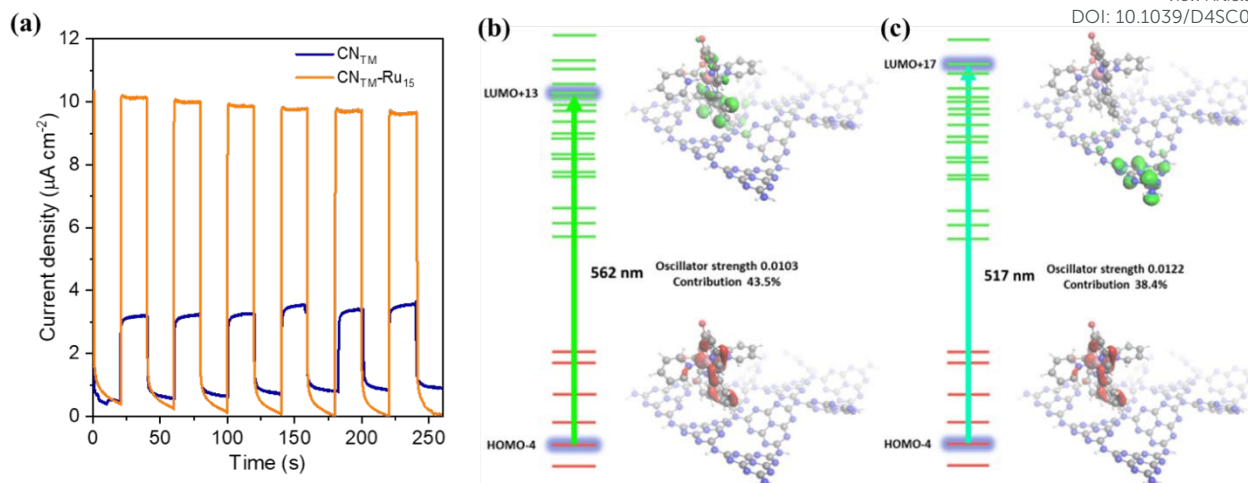 DOI: 10.1039/D4SC0
(a)
CN_TM
CN_TM-Ru_15
Current density (μA cm⁻²)
12
10
8
6
4
2
0
0 50 100 150 200 250
Time (s)
(b)
LUMO+13
562 nm
Oscillator strength 0.0103
Contribution 43.5%
HOMO-4
(c)
LUMO+17
517 nm
Oscillator strength 0.0122
Contribution 38.4%
HOMO-4